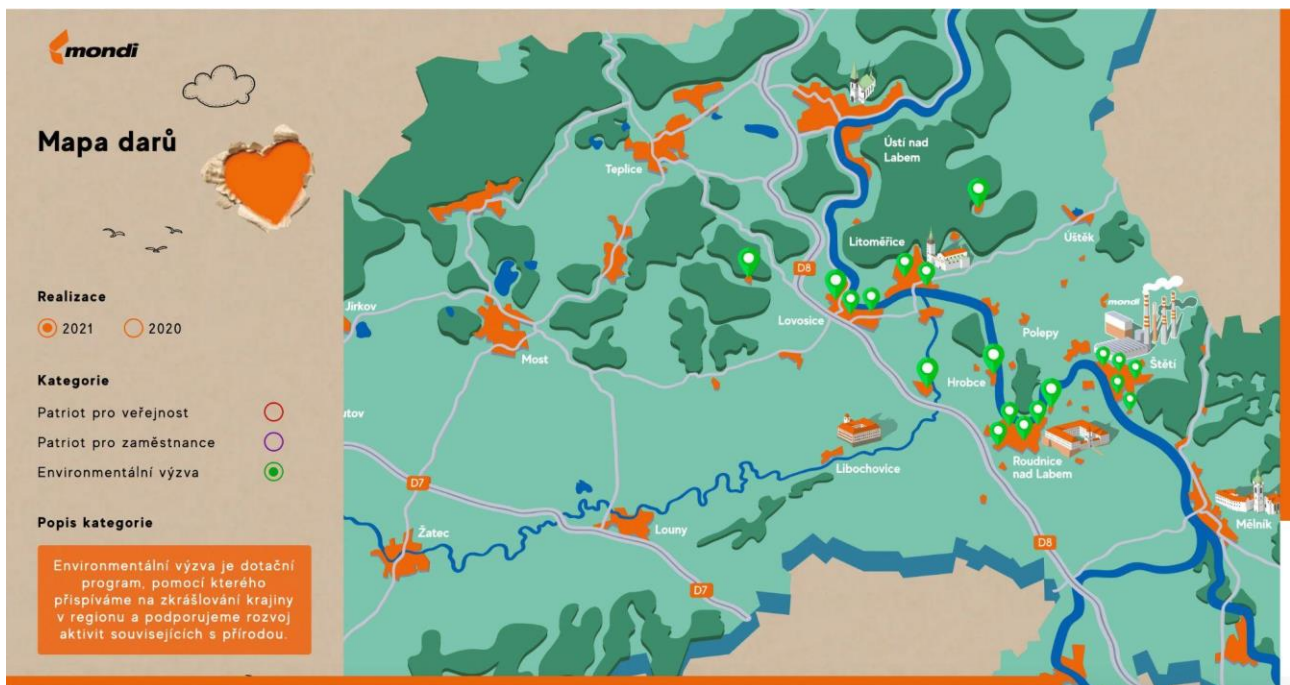 mondi
Mapa darů
Realizace
2021
2020
Kategorie
Patriot pro veřejnost
Patriot pro zaměstnance
Environmentální výzva
Popis kategorie
Environmentální výzva je dotační
program, pomocí kterého
přispíváme na zkrášlování krajiny
v regionu a podporujeme rozvoj
aktivit souvisejících s přírodou.
Ústí nad
Labem
Teplice
Litoměřice
Úštěk
D8
mondi
Jirkov
Lovosice
Polepy
Most
Štětí
Hrobce
utov
Libochovice
Roudnice
nad Labem
D7
Mělník
Žatec
Louny
D8
D7